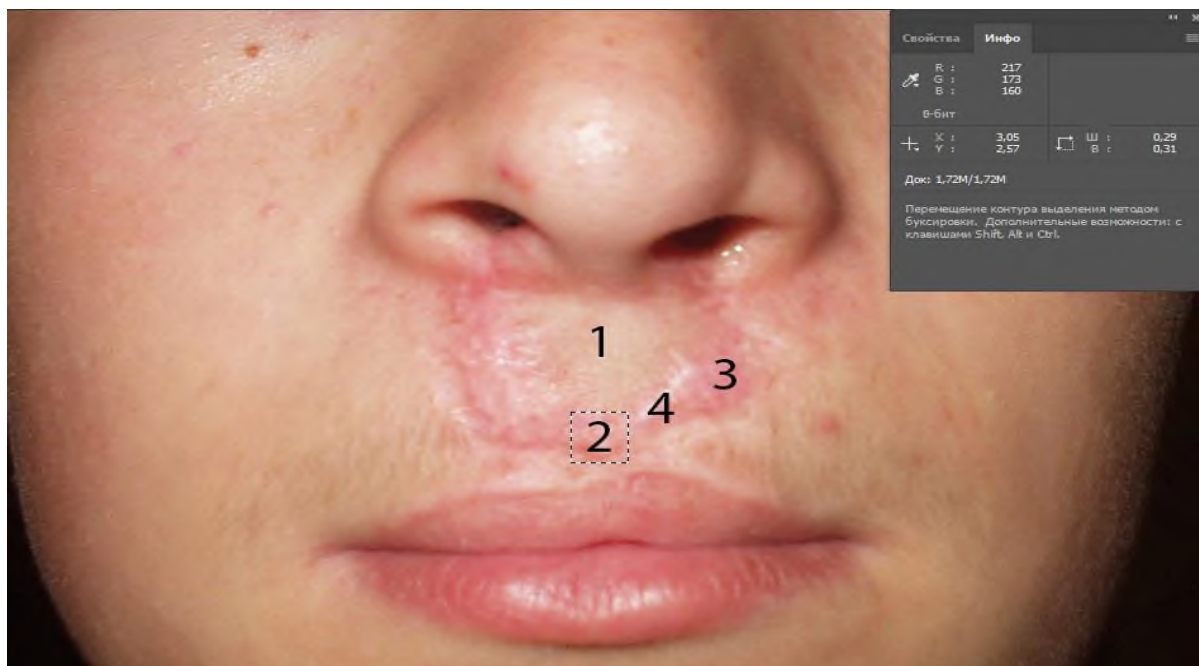 Свойства Инфо
R : 217
G : 173
B : 160
8-бит
X : 3,05
Y : 2,57
Ш : 0,29
В : 0,31
Док: 1,72M/1,72M
Перемещение контура выделения методом
буксировки. Дополнительные возможности: с
клавишами Shift, Alt и Ctrl.
1
3
4
2